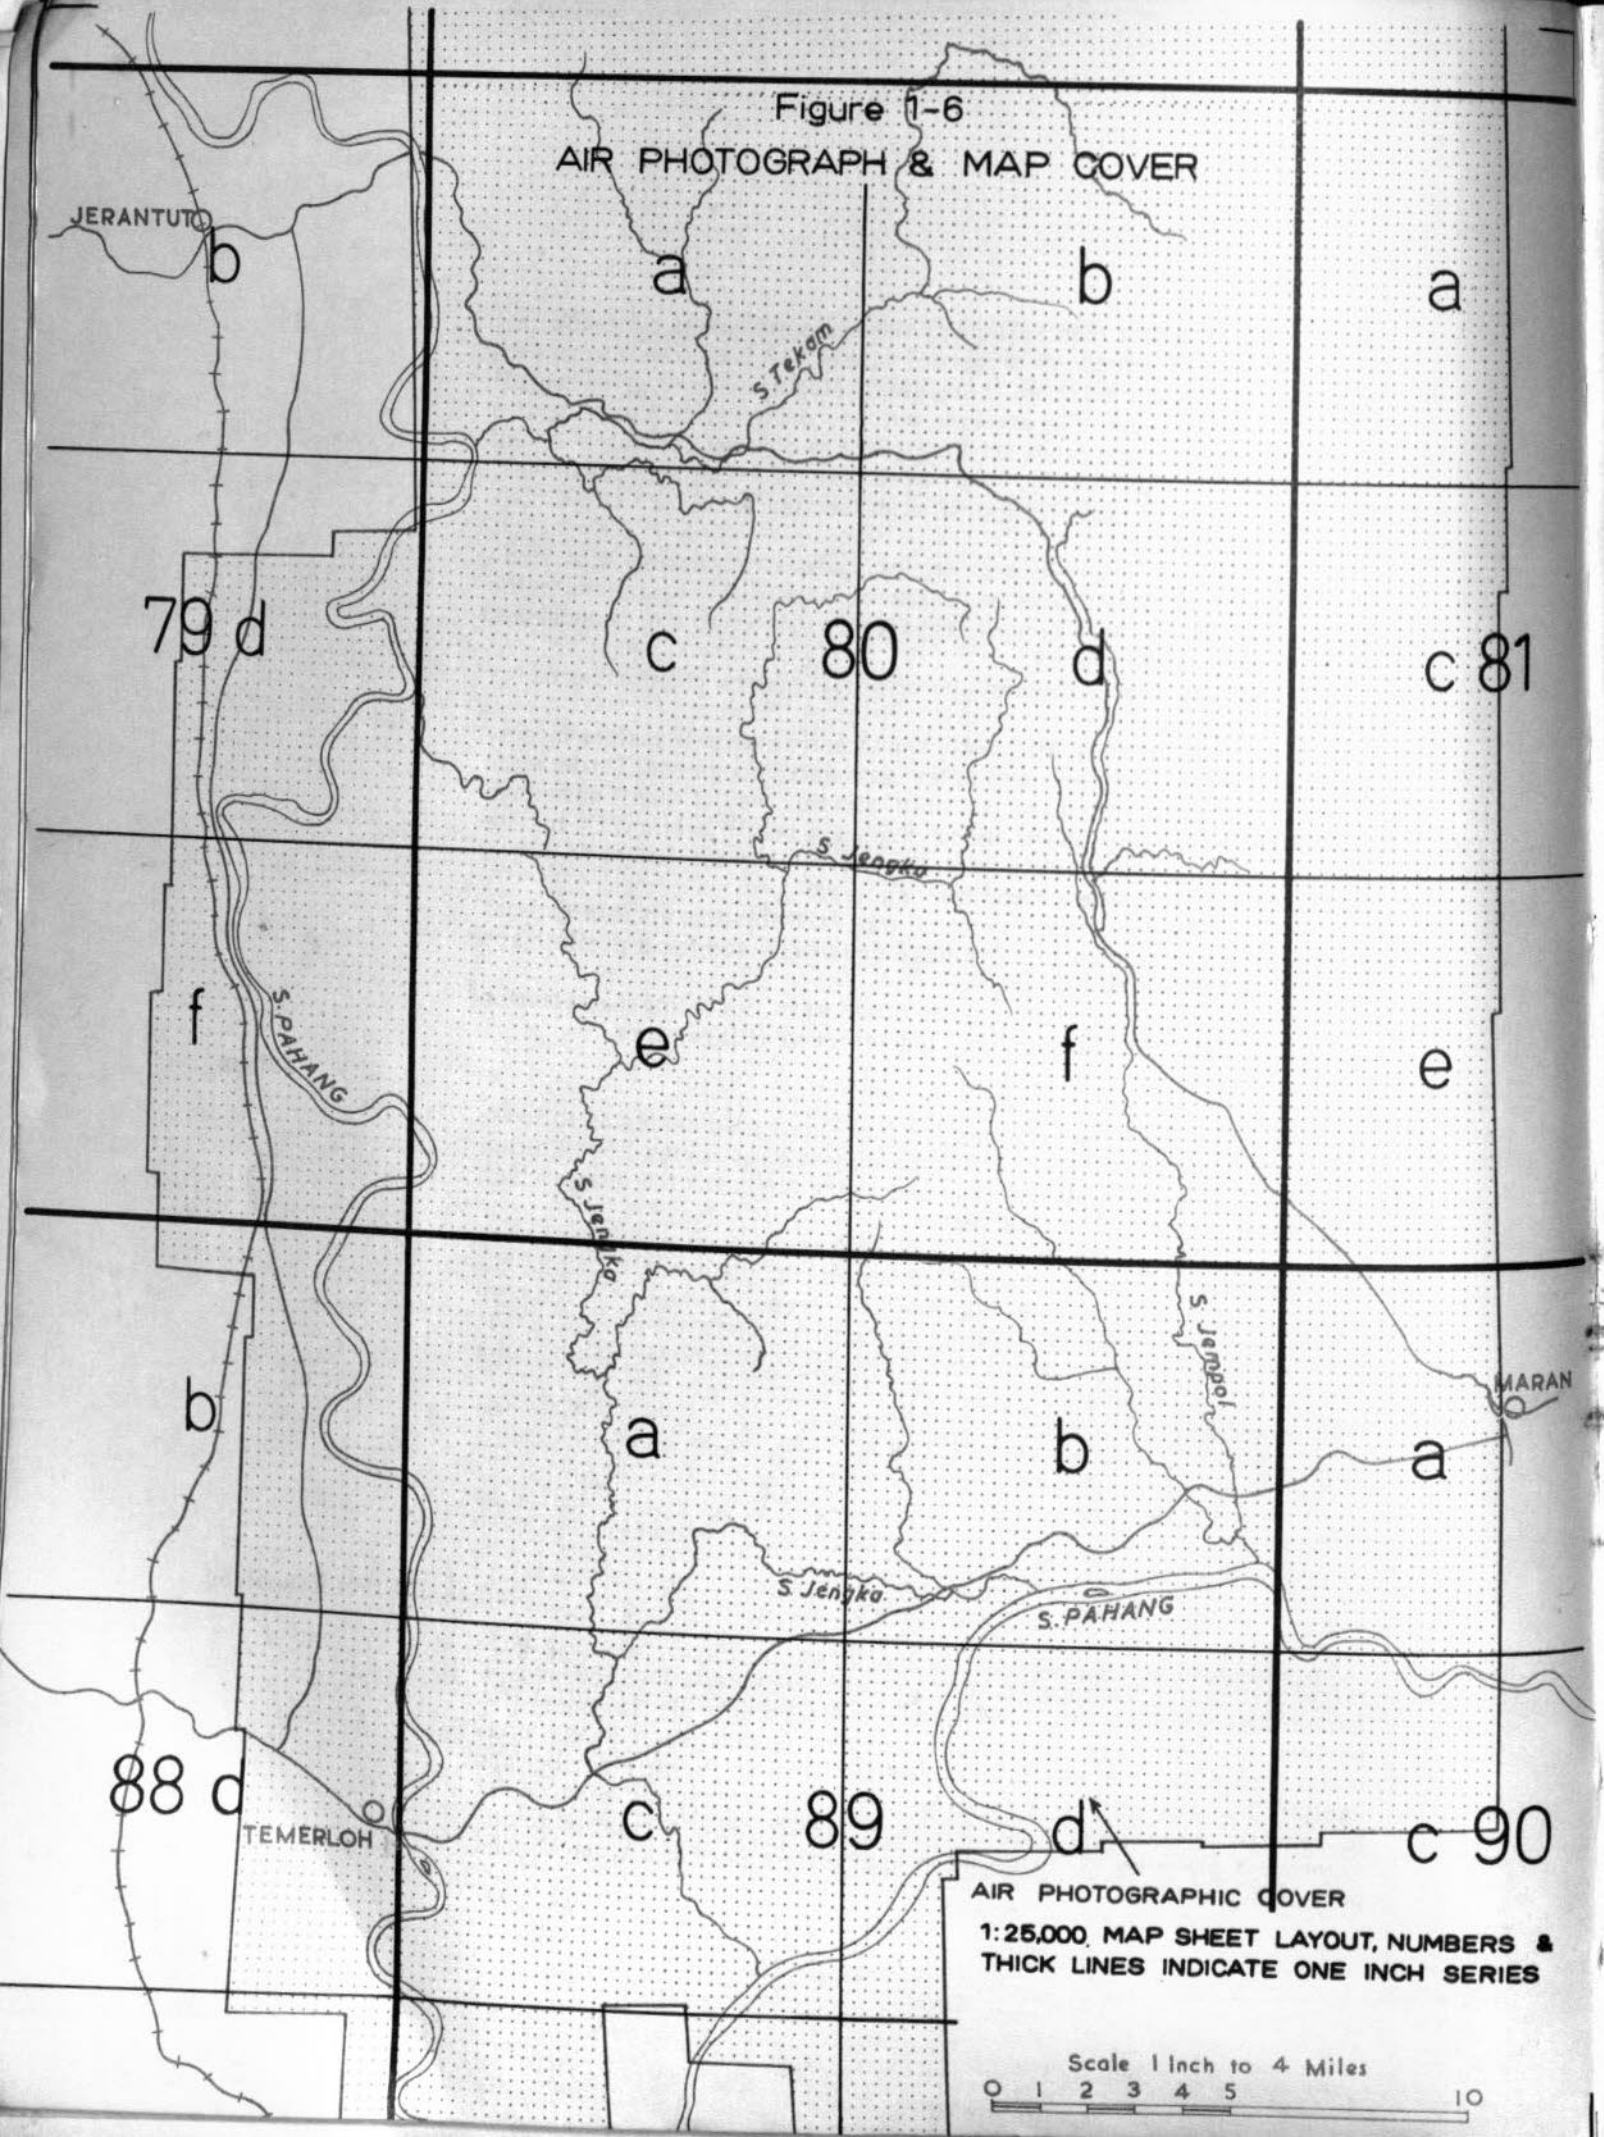 Figure 1-6
AIR PHOTOGRAPH & MAP COVER
JERANTUT
b
a
b
a
S Tekam
79 d
c
80
d
c 81
S Jengka
f
S. PAHANG
e
f
e
S Jengka
S Jempol
MARAN
b
a
b
a
S Jengka
S. PAHANG
88 d
TEMERLOH
c
89
d
c 90
AIR PHOTOGRAPHIC COVER
1:25,000 MAP SHEET LAYOUT, NUMBERS &
THICK LINES INDICATE ONE INCH SERIES
Scale 1 Inch to 4 Miles
0 1 2 3 4 5 10